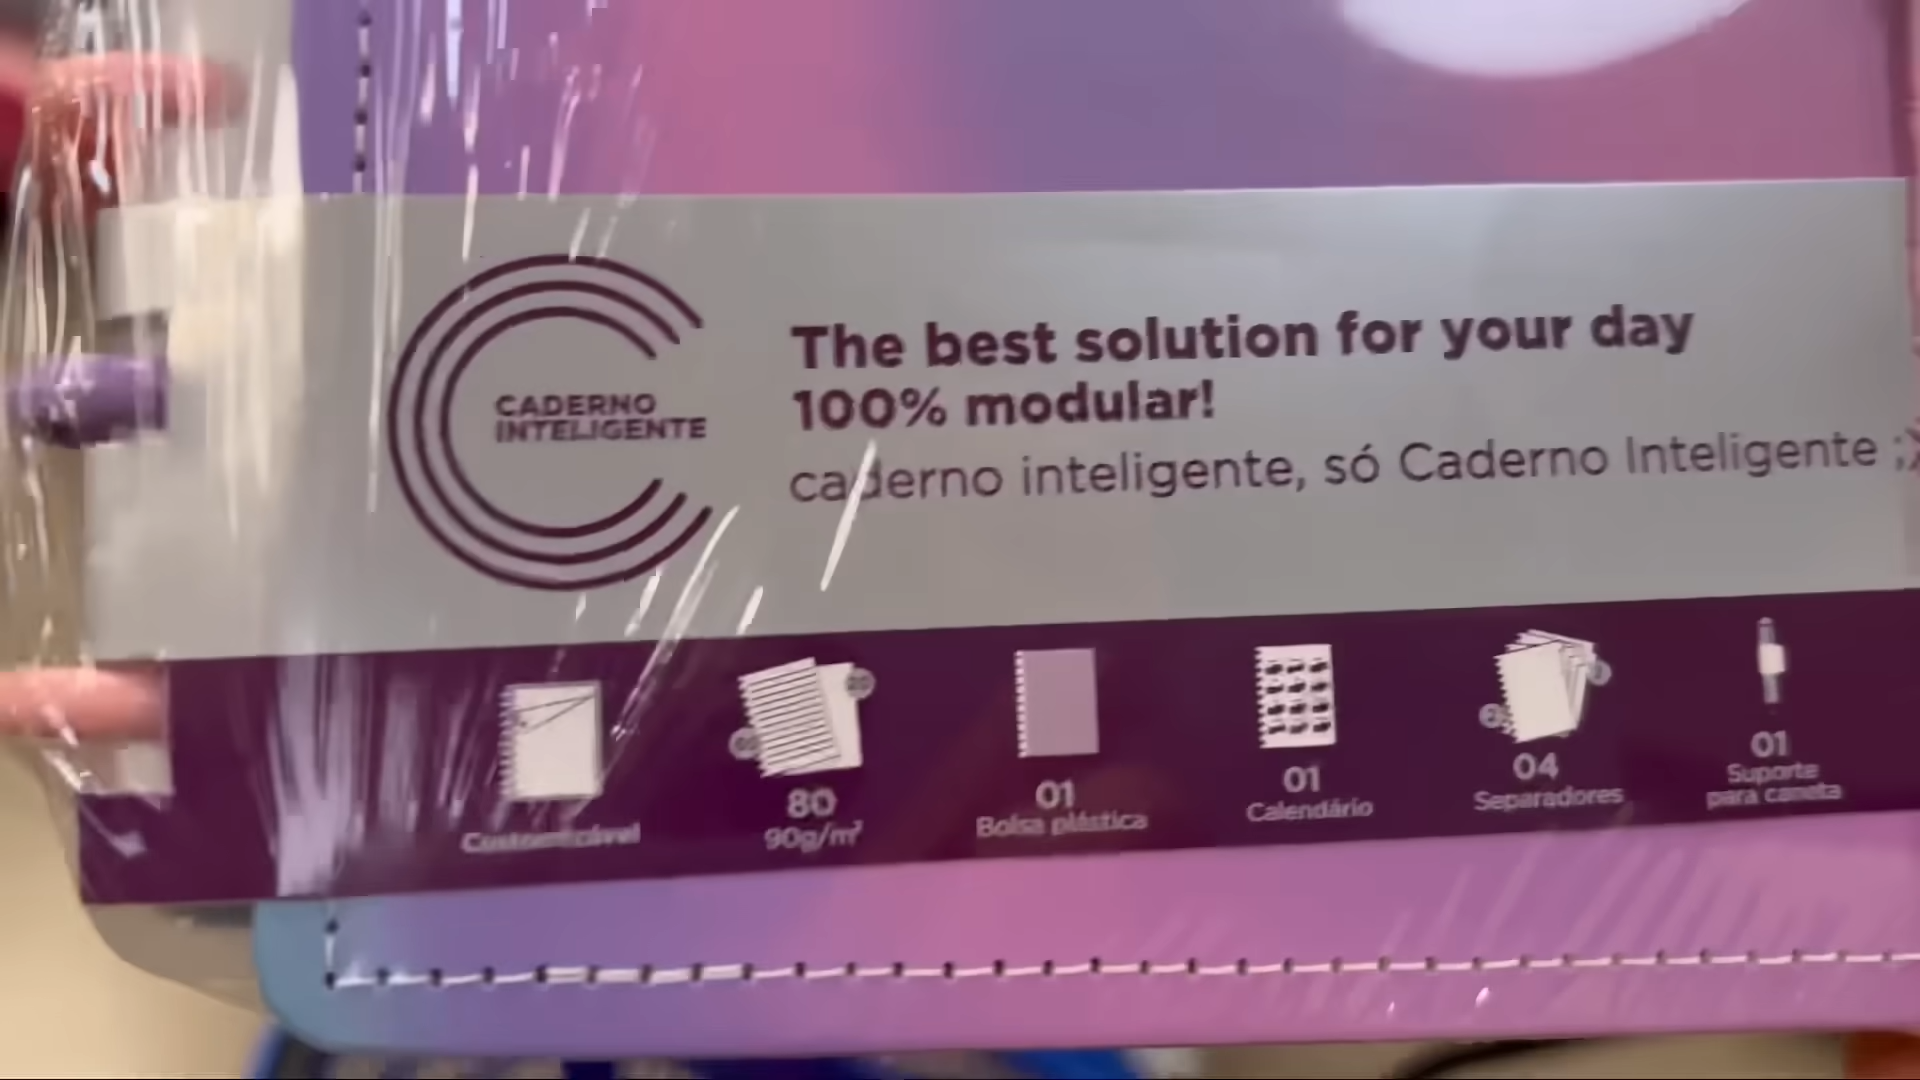 CADERNO
INTELIGENTE
The best solution for your day
100% modular!
caderno inteligente, só Caderno Inteligente ;)
Customizável
80
90g/m²
01
Bolsa plástica
01
Calendário
04
Separadores
01
Suporte
para caneta